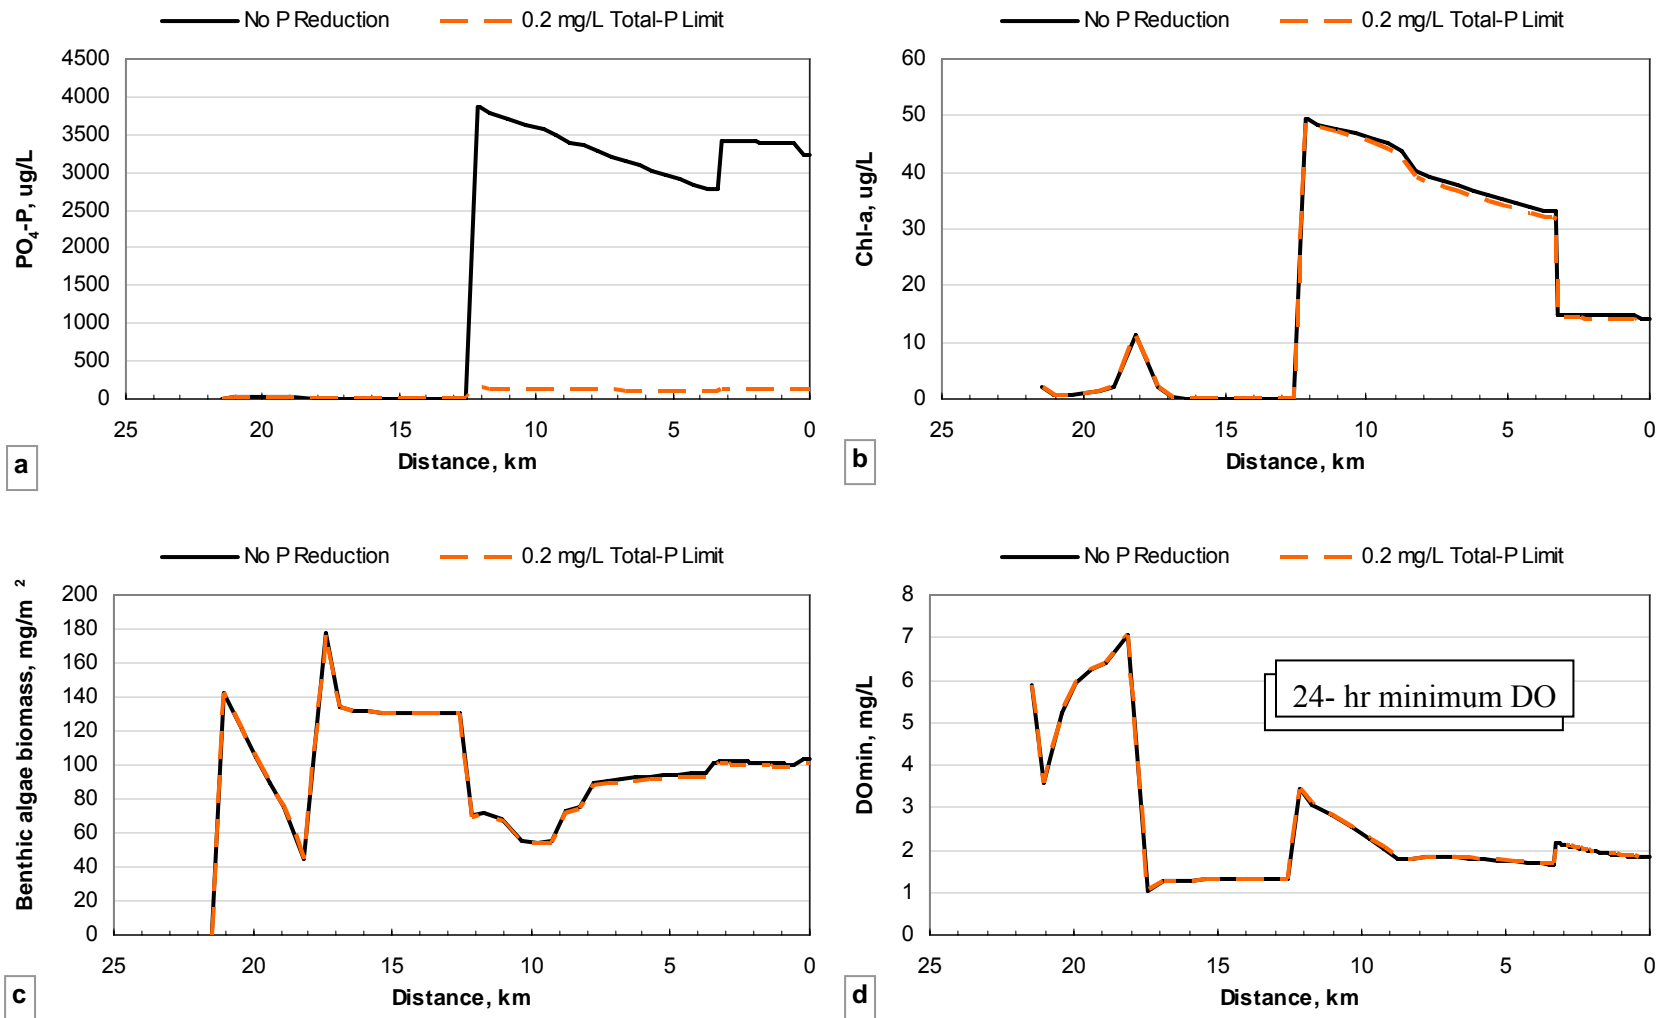 No P Reduction 0.2 mg/L Total-P Limit
4500
4000
3500
3000
2500
2000
1500
1000
500
0
PO4-P, ug/L
25 20 15 10 5 0
Distance, km
a
No P Reduction 0.2 mg/L Total-P Limit
60
50
40
30
20
10
0
Chl-a, ug/L
25 20 15 10 5 0
Distance, km
b
No P Reduction 0.2 mg/L Total-P Limit
200
180
160
140
120
100
80
60
40
20
0
Benthic algae biomass, mg/m 2
25 20 15 10 5 0
Distance, km
c
No P Reduction 0.2 mg/L Total-P Limit
8
7
6
5
4
3
2
1
0
DOmin, mg/L
24- hr minimum DO
25 20 15 10 5 0
Distance, km
d